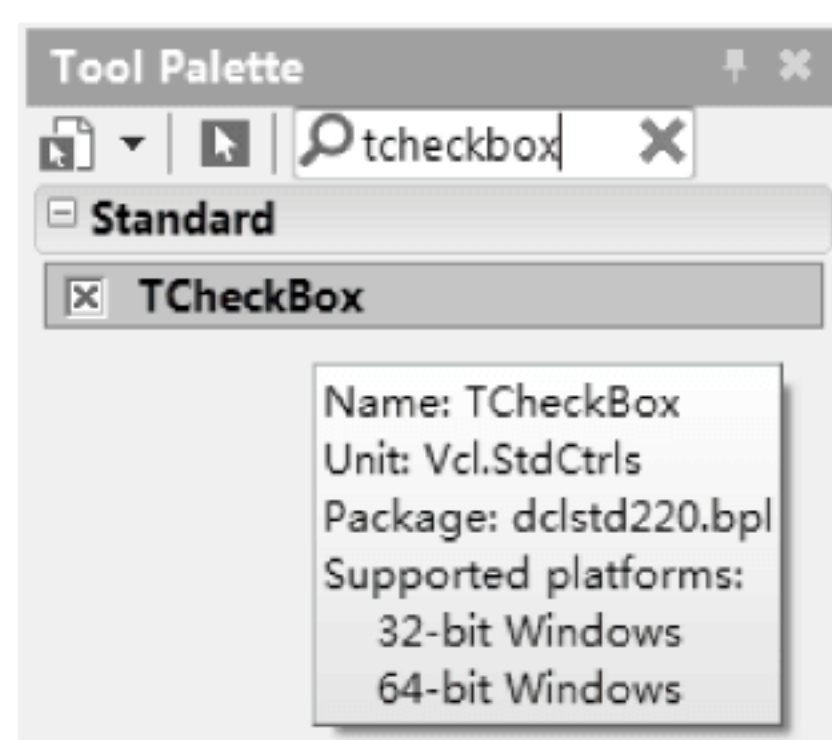 Tool Palette
tcheckbox
Standard
TCheckBox
Name: TCheckBox
Unit: Vcl.StdCtrls
Package: dclstd220.bpl
Supported platforms:
32-bit Windows
64-bit Windows